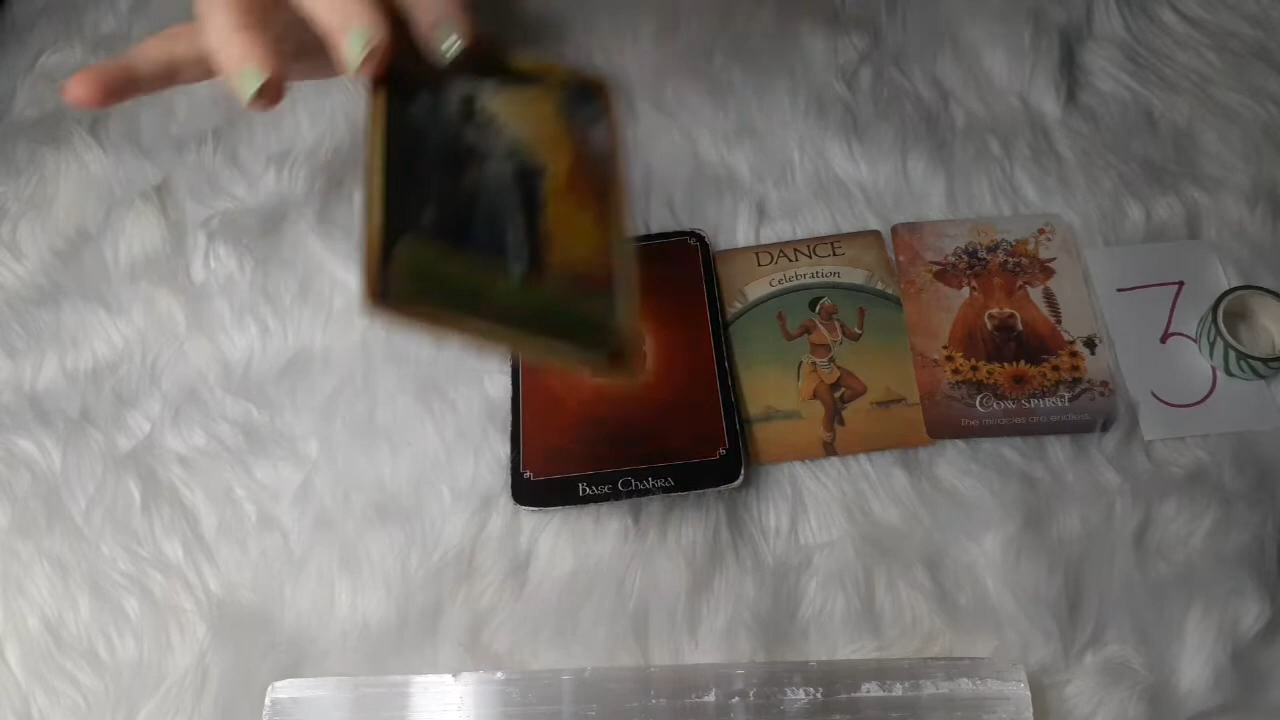 DANCE
Celebration
COW SPIRIT
The miracles are endless.
3
Base Chakra